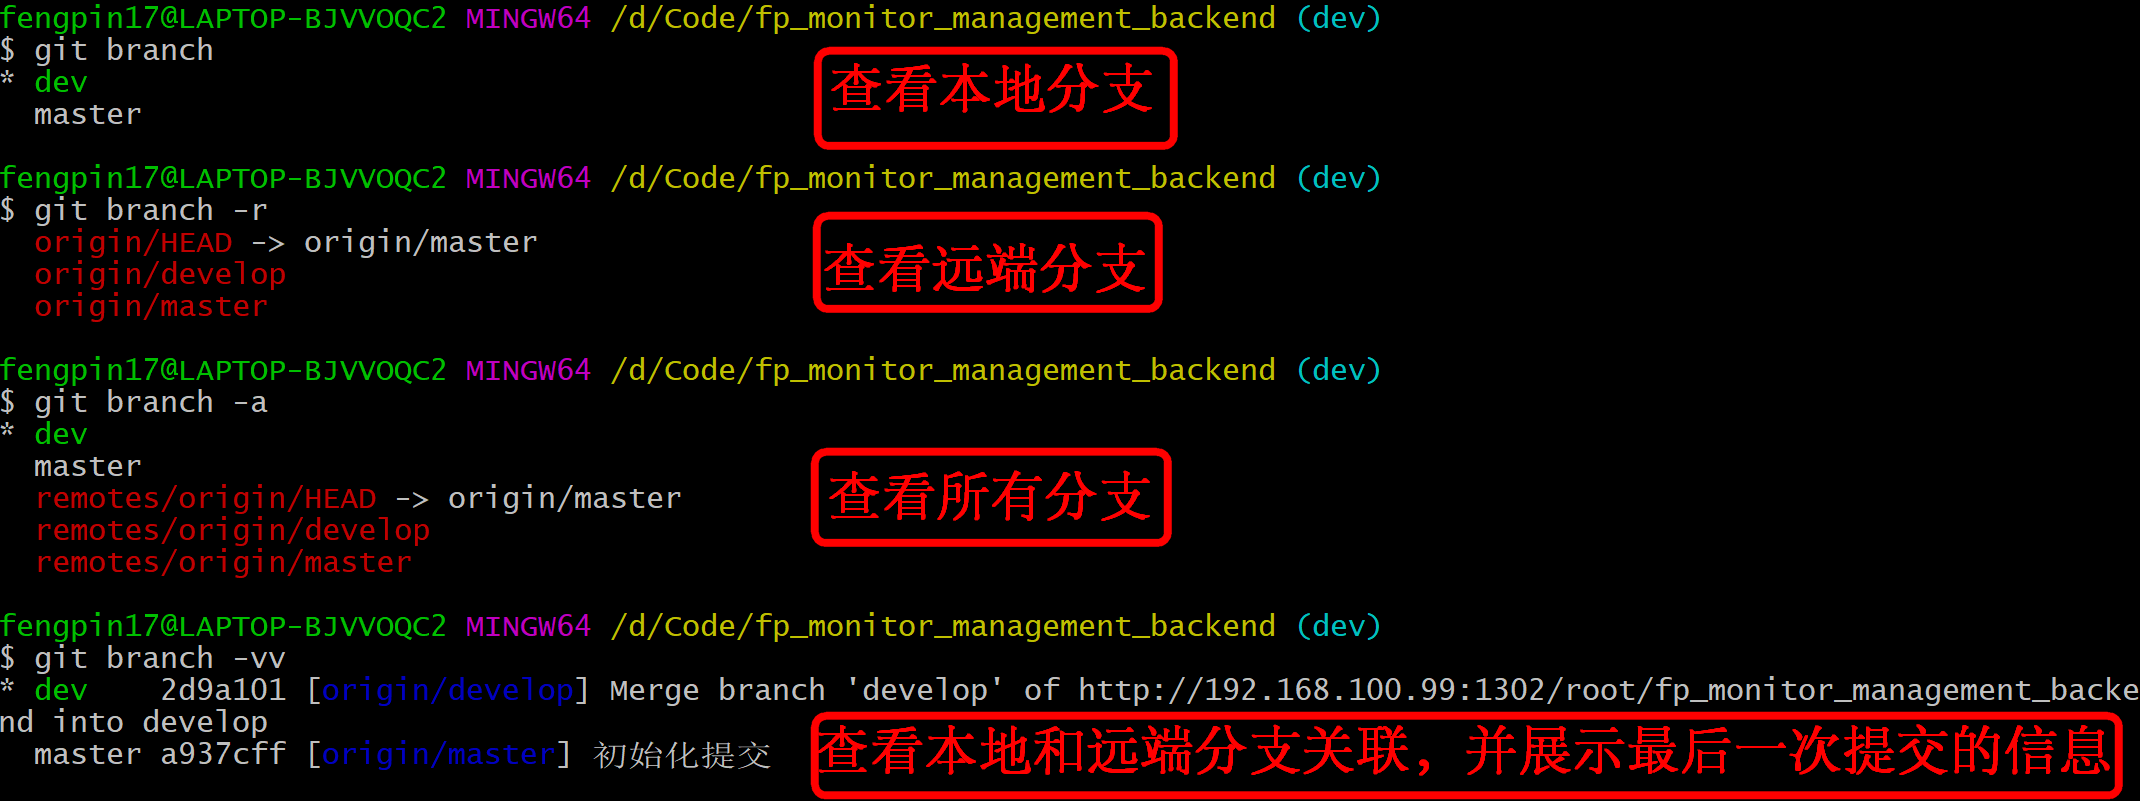 fengpin17@LAPTOP-BJVVOQC2 MINGW64 /d/Code/fp_monitor_management_backend (dev)
$ git branch
* dev
查看本地分支
master
fengpin17@LAPTOP-BJVVOQC2 MINGW64 /d/Code/fp_monitor_management_backend (dev)
$ git branch -r
origin/HEAD -> origin/master
origin/develop
查看远端分支
origin/master
fengpin17@LAPTOP-BJVVOQC2 MINGW64 /d/Code/fp_monitor_management_backend (dev)
$ git branch -a
* dev
master
remotes/origin/HEAD -> origin/master
查看所有分支
remotes/origin/develop
remotes/origin/master
fengpin17@LAPTOP-BJVVOQC2 MINGW64 /d/Code/fp_monitor_management_backend (dev)
$ git branch -vv
* dev    2d9a101 [origin/develop] Merge branch 'develop' of http://192.168.100.99:1302/root/fp_monitor_management_backe
nd into develop
master a937cff [origin/master] 初始化提交
查看本地和远端分支关联，并展示最后一次提交的信息